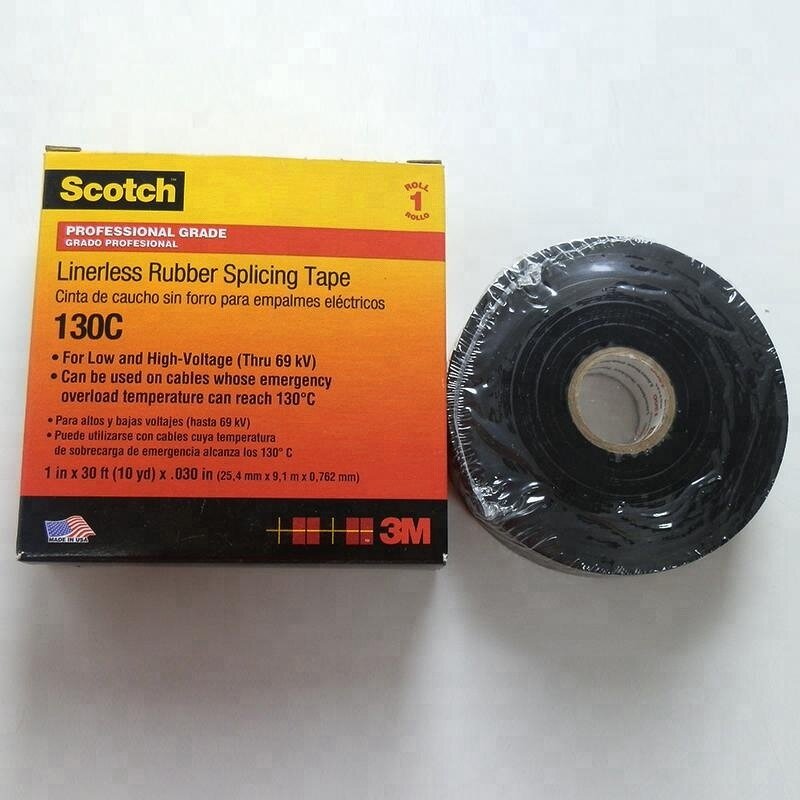 Scotch™
ROLL
1
ROLLO
PROFESSIONAL GRADE
GRADO PROFESIONAL
Linerless Rubber Splicing Tape
Cinta de caucho sin forro para empalmes eléctricos
130C
• For Low and High-Voltage (Thru 69 kV)
• Can be used on cables whose emergency
overload temperature can reach 130°C
• Para altos y bajas voltajes (hasta 69 kV)
• Puede utilizarse con cables cuya temperatura
de sobrecarga de emergencia alcanza los 130° C
1 in x 30 ft (10 yd) x .030 in (25,4 mm x 9,1 m x 0,762 mm)
MADE IN USA
3M